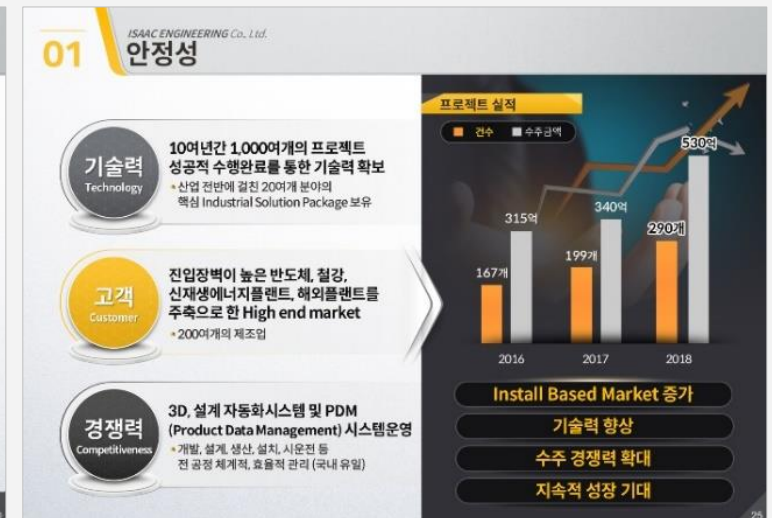 01
ISAAC ENGINEERING Co., Ltd.
안정성
기술력
Technology
10여년간 1,000여개의 프로젝트
성공적 수행완료를 통한 기술력 확보
• 산업 전반에 걸친 20여개 분야의
핵심 Industrial Solution Package 보유
고객
Customer
진입장벽이 높은 반도체, 철강,
신재생에너지플랜트, 해외플랜트를
주축으로 한 High end market
• 200여개의 제조업
경쟁력
Competitiveness
3D, 설계 자동화시스템 및 PDM
(Product Data Management) 시스템운영
• 개발, 설계, 생산, 설치, 시운전 등
전 공정 체계적, 효율적 관리 (국내 유일)
프로젝트 실적
건수 수주금액
530억
340억
315억
290개
199개
167개
2016 2017 2018
Install Based Market 증가
기술력 향상
수주 경쟁력 확대
지속적 성장 기대
25